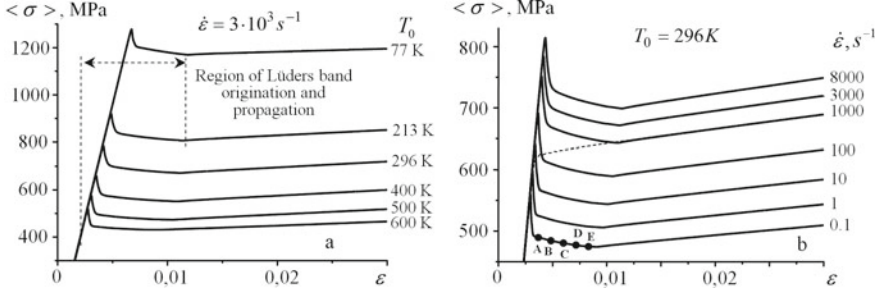 < σ >, MPa
ε̇ = 3·10³ s⁻¹
T₀
1200
1000
800
600
400
77 K
Region of Lüders band
origination and
propagation
213 K
296 K
400 K
500 K
600 K
a
0
0,01
0,02
ε
< σ >, MPa
T₀ = 296K
ε̇, s⁻¹
800
700
600
500
400
8000
3000
1000
100
10
1
0.1
A B C D E
b
0
0,01
0,02
ε